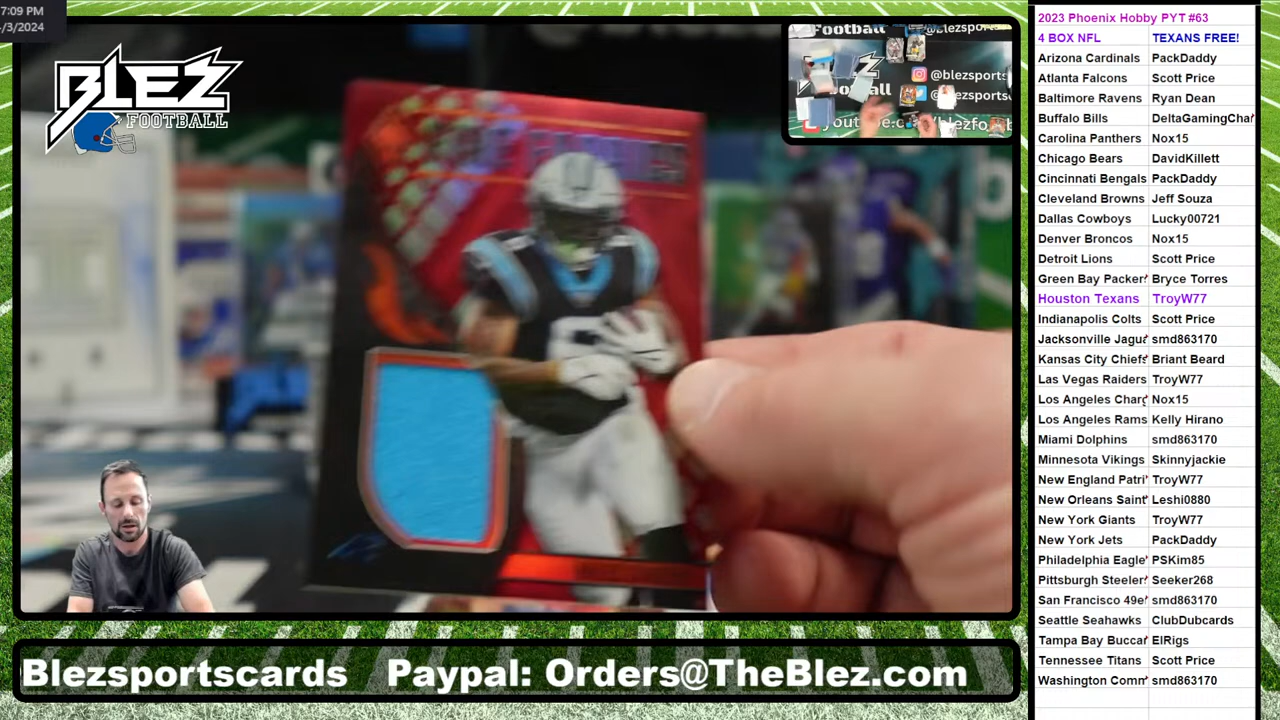 7:09 PM
/3/2024
BLEZ
FOOTBALL
Football
@blezsports
@blezsports
2023 Phoenix Hobby PYT #63
4 BOX NFL TEXANS FREE!
Arizona Cardinals PackDaddy
Atlanta Falcons Scott Price
Baltimore Ravens Ryan Dean
Buffalo Bills DeltaGamingCha
Carolina Panthers Nox15
Chicago Bears DavidKillett
Cincinnati Bengals PackDaddy
Cleveland Browns Jeff Souza
Dallas Cowboys Lucky00721
Denver Broncos Nox15
Detroit Lions Scott Price
Green Bay Packer Bryce Torres
Houston Texans TroyW77
Indianapolis Colts Scott Price
Jacksonville Jagua smd863170
Kansas City Chiefs Briant Beard
Las Vegas Raiders TroyW77
Los Angeles Charg Nox15
Los Angeles Rams Kelly Hirano
Miami Dolphins smd863170
Minnesota Vikings Skinnyjackie
New England Patri TroyW77
New Orleans Saint Leshi0880
New York Giants TroyW77
New York Jets PackDaddy
Philadelphia Eagle PSKim85
Pittsburgh Steeler Seeker268
San Francisco 49e smd863170
Seattle Seahawks ClubDubcards
Tampa Bay Buccan ElRigs
Tennessee Titans Scott Price
Washington Comm smd863170
Blezsportscards Paypal: Orders@TheBlez.com